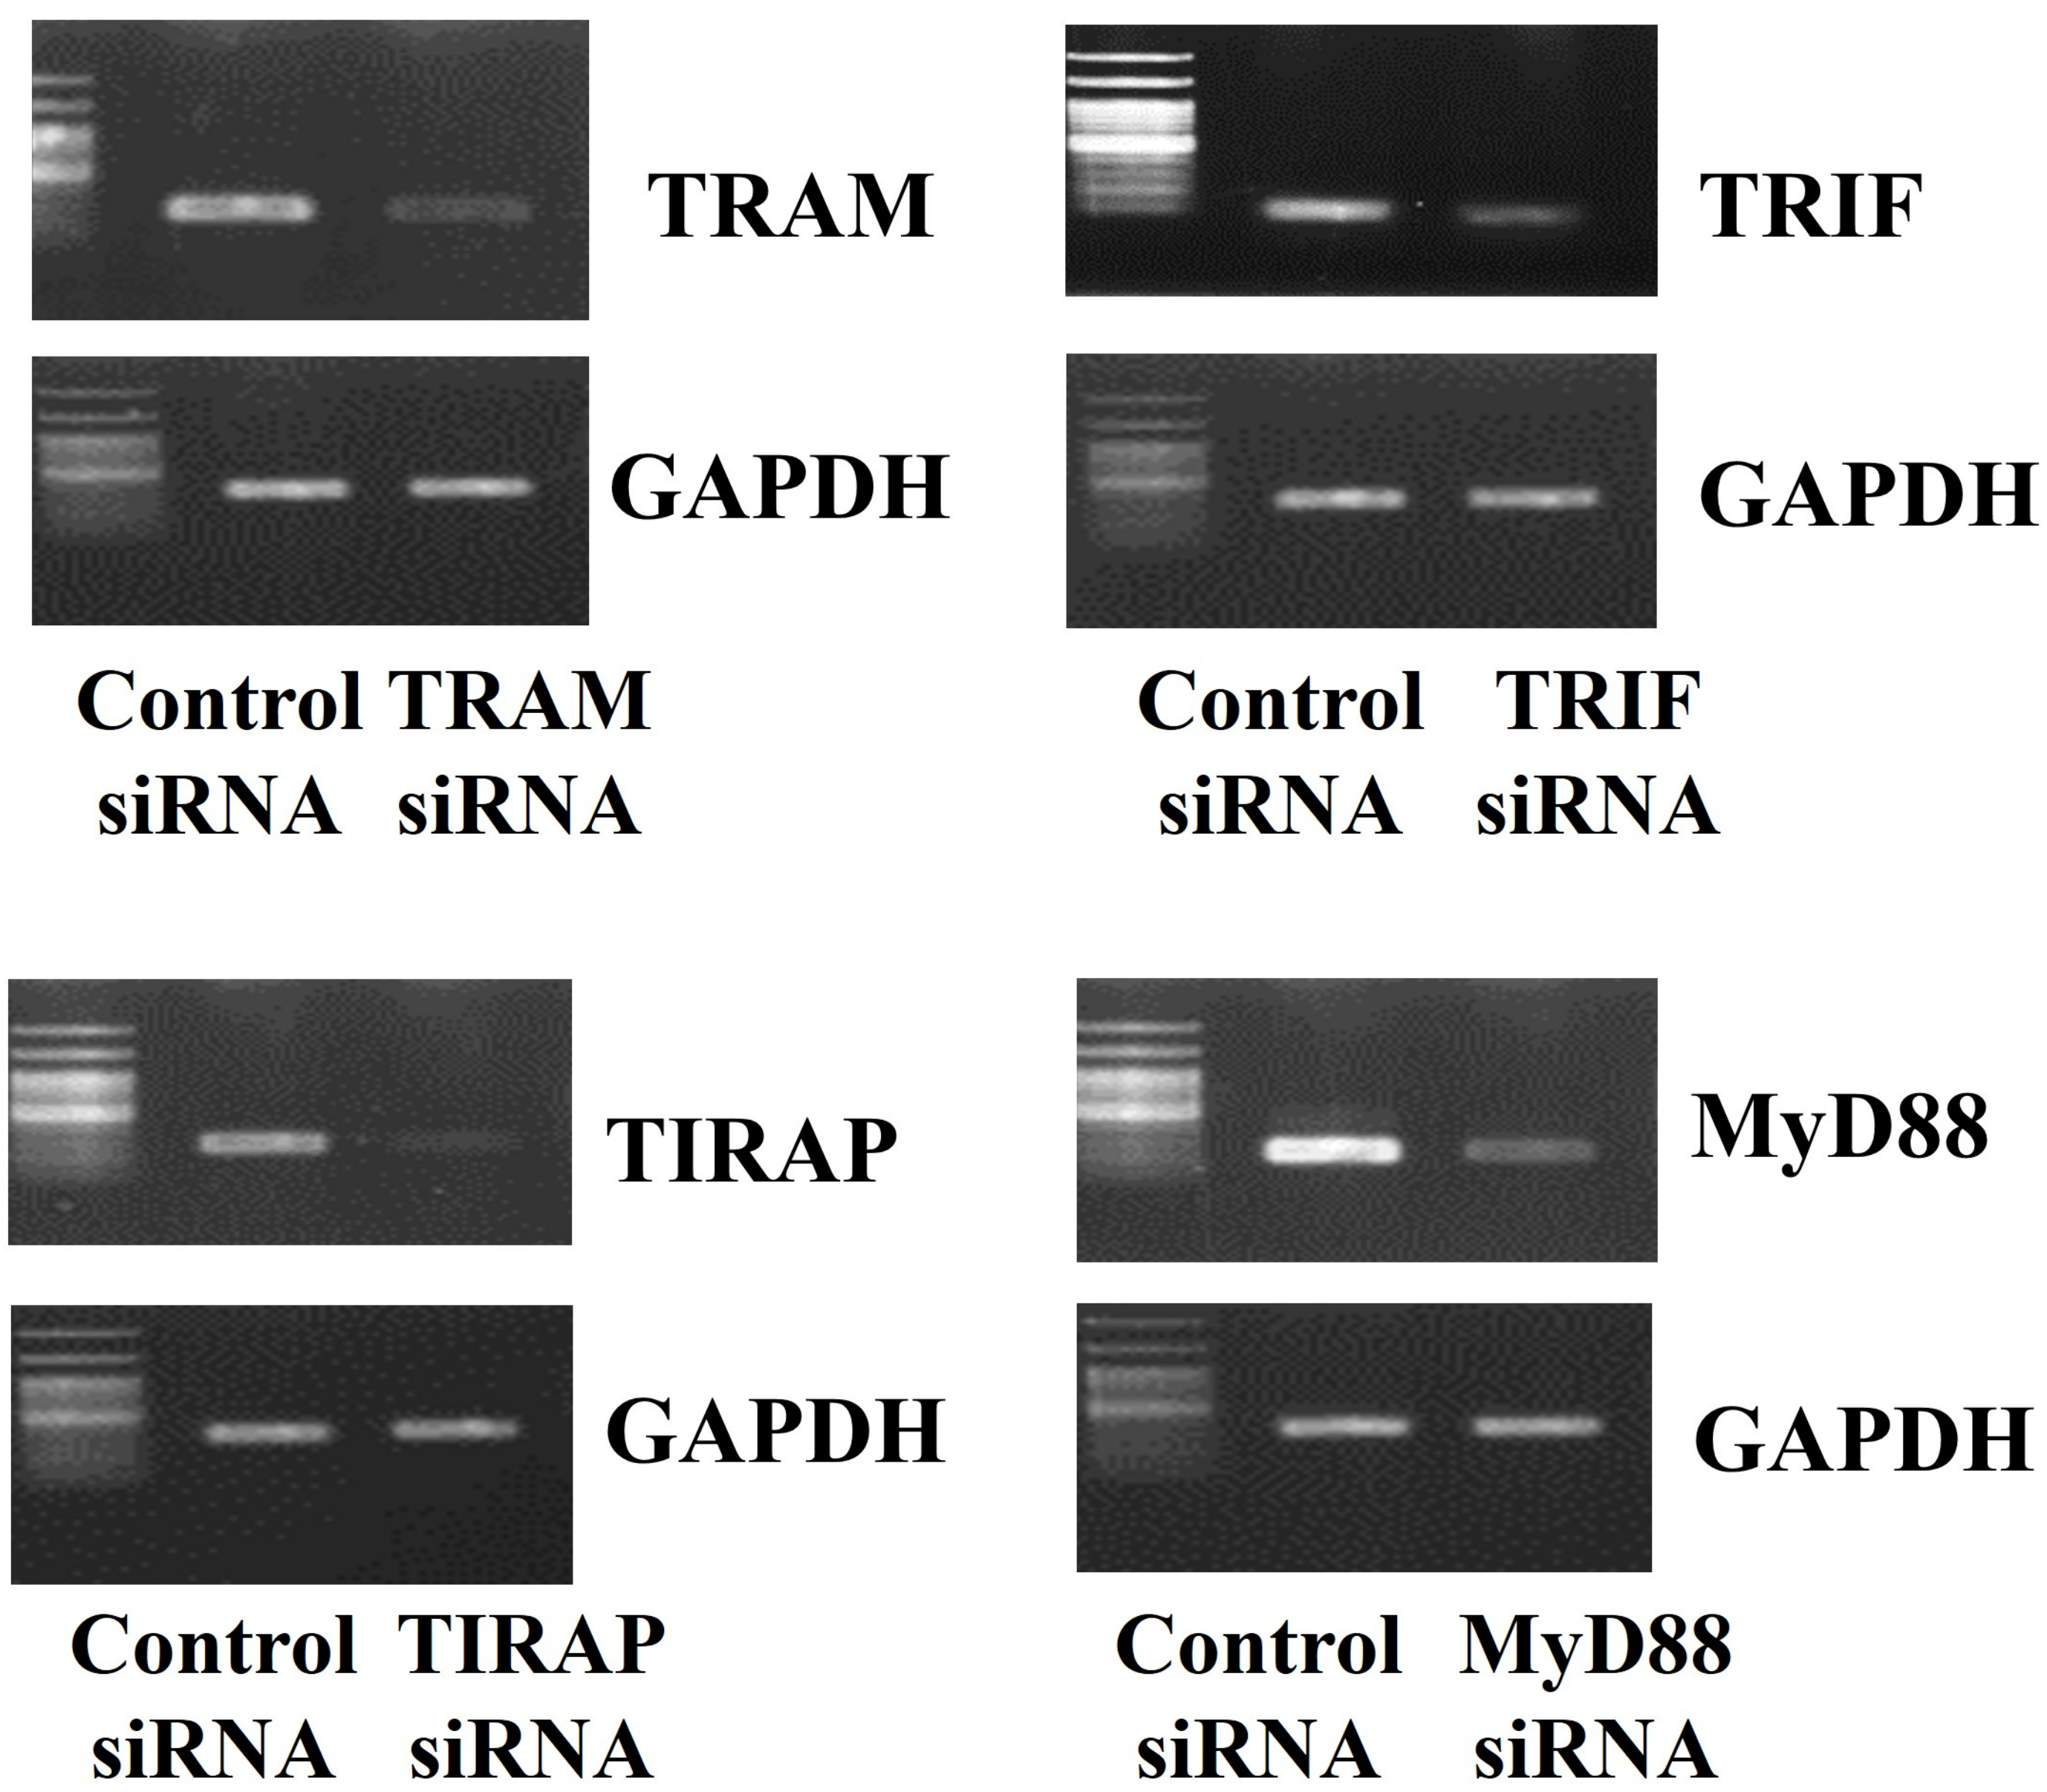 TRAM
GAPDH
Control TRAM
siRNA siRNA
TRIF
GAPDH
Control TRIF
siRNA siRNA
TIRAP
GAPDH
Control TIRAP
siRNA siRNA
MyD88
GAPDH
Control MyD88
siRNA siRNA